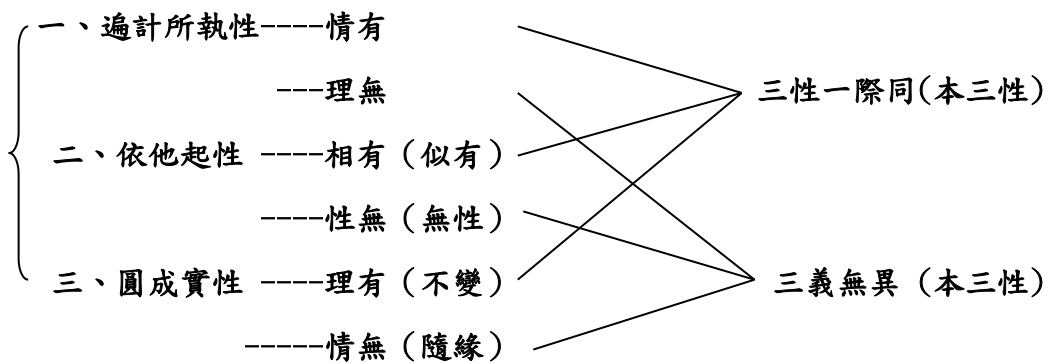 一、遍計所執性----情有
---理無
三性一際同(本三性)
二、依他起性 ----相有（似有）
----性無（無性）
三、圓成實性 ----理有（不變）
三義無異（本三性）
-----情無（隨緣）